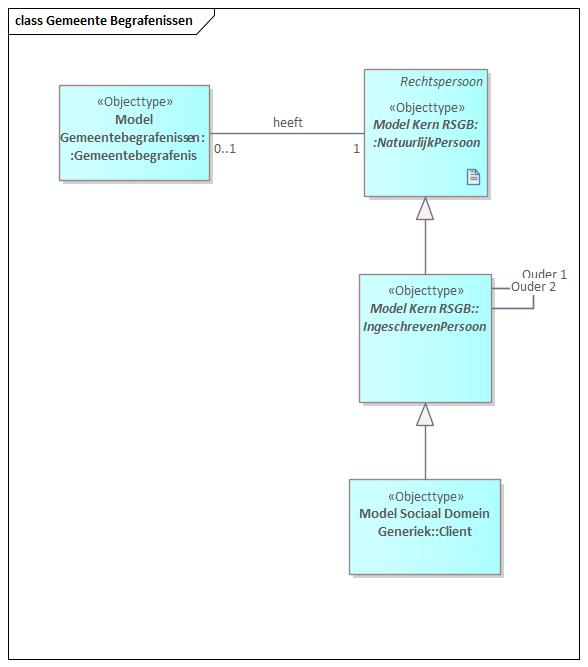 class Gemeente Begrafenissen
«Objecttype»
Model
Gemeentebegrafenissen:
:Gemeentebegrafenis
heeft
0..1
1
Rechtspersoon
«Objecttype»
Model Kern RSGB:
:NatuurlijkPersoon
«Objecttype»
Model Kern RSGB::
IngeschrevenPersoon
Ouder 1
Ouder 2
«Objecttype»
Model Sociaal Domein
Generiek::Client